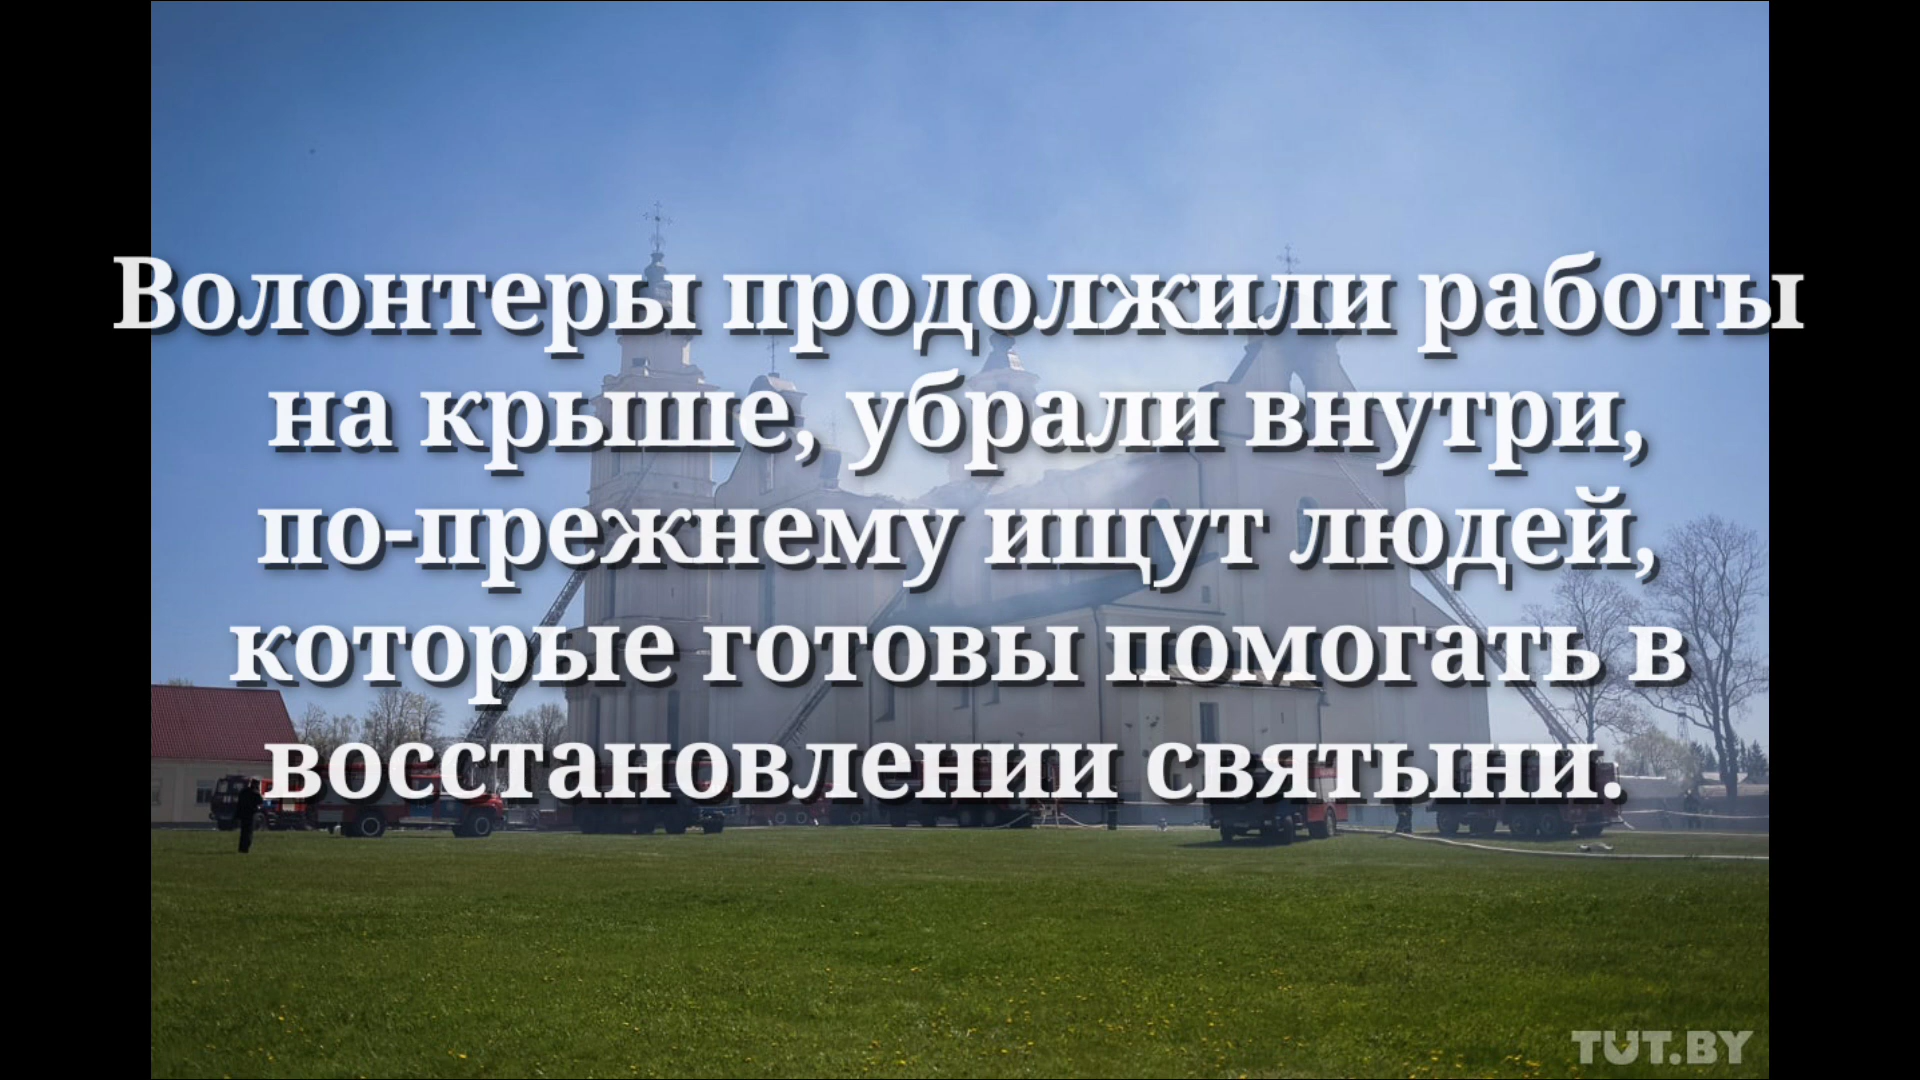 Волонтеры продолжили работы
на крыше, убрали внутри,
по-прежнему ищут людей,
которые готовы помогать в
восстановлении святыни.
TUT.BY